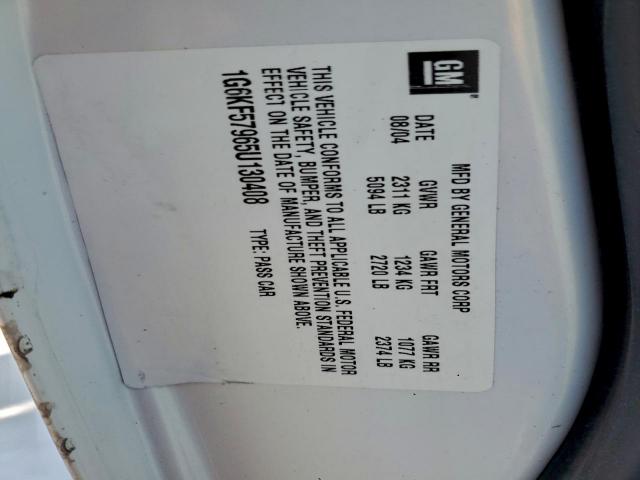 GM
MFD BY GENERAL MOTORS CORP
DATE GVWR GAWR FRT GAWR RR
08/04 2311 KG 1234 KG 1077 KG
5094 LB 2720 LB 2374 LB
THIS VEHICLE CONFORMS TO ALL APPLICABLE U.S. FEDERAL MOTOR
VEHICLE SAFETY, BUMPER, AND THEFT PREVENTION STANDARDS IN
EFFECT ON THE DATE OF MANUFACTURE SHOWN ABOVE.
1G6KF579G5U130408 TYPE: PASS CAR